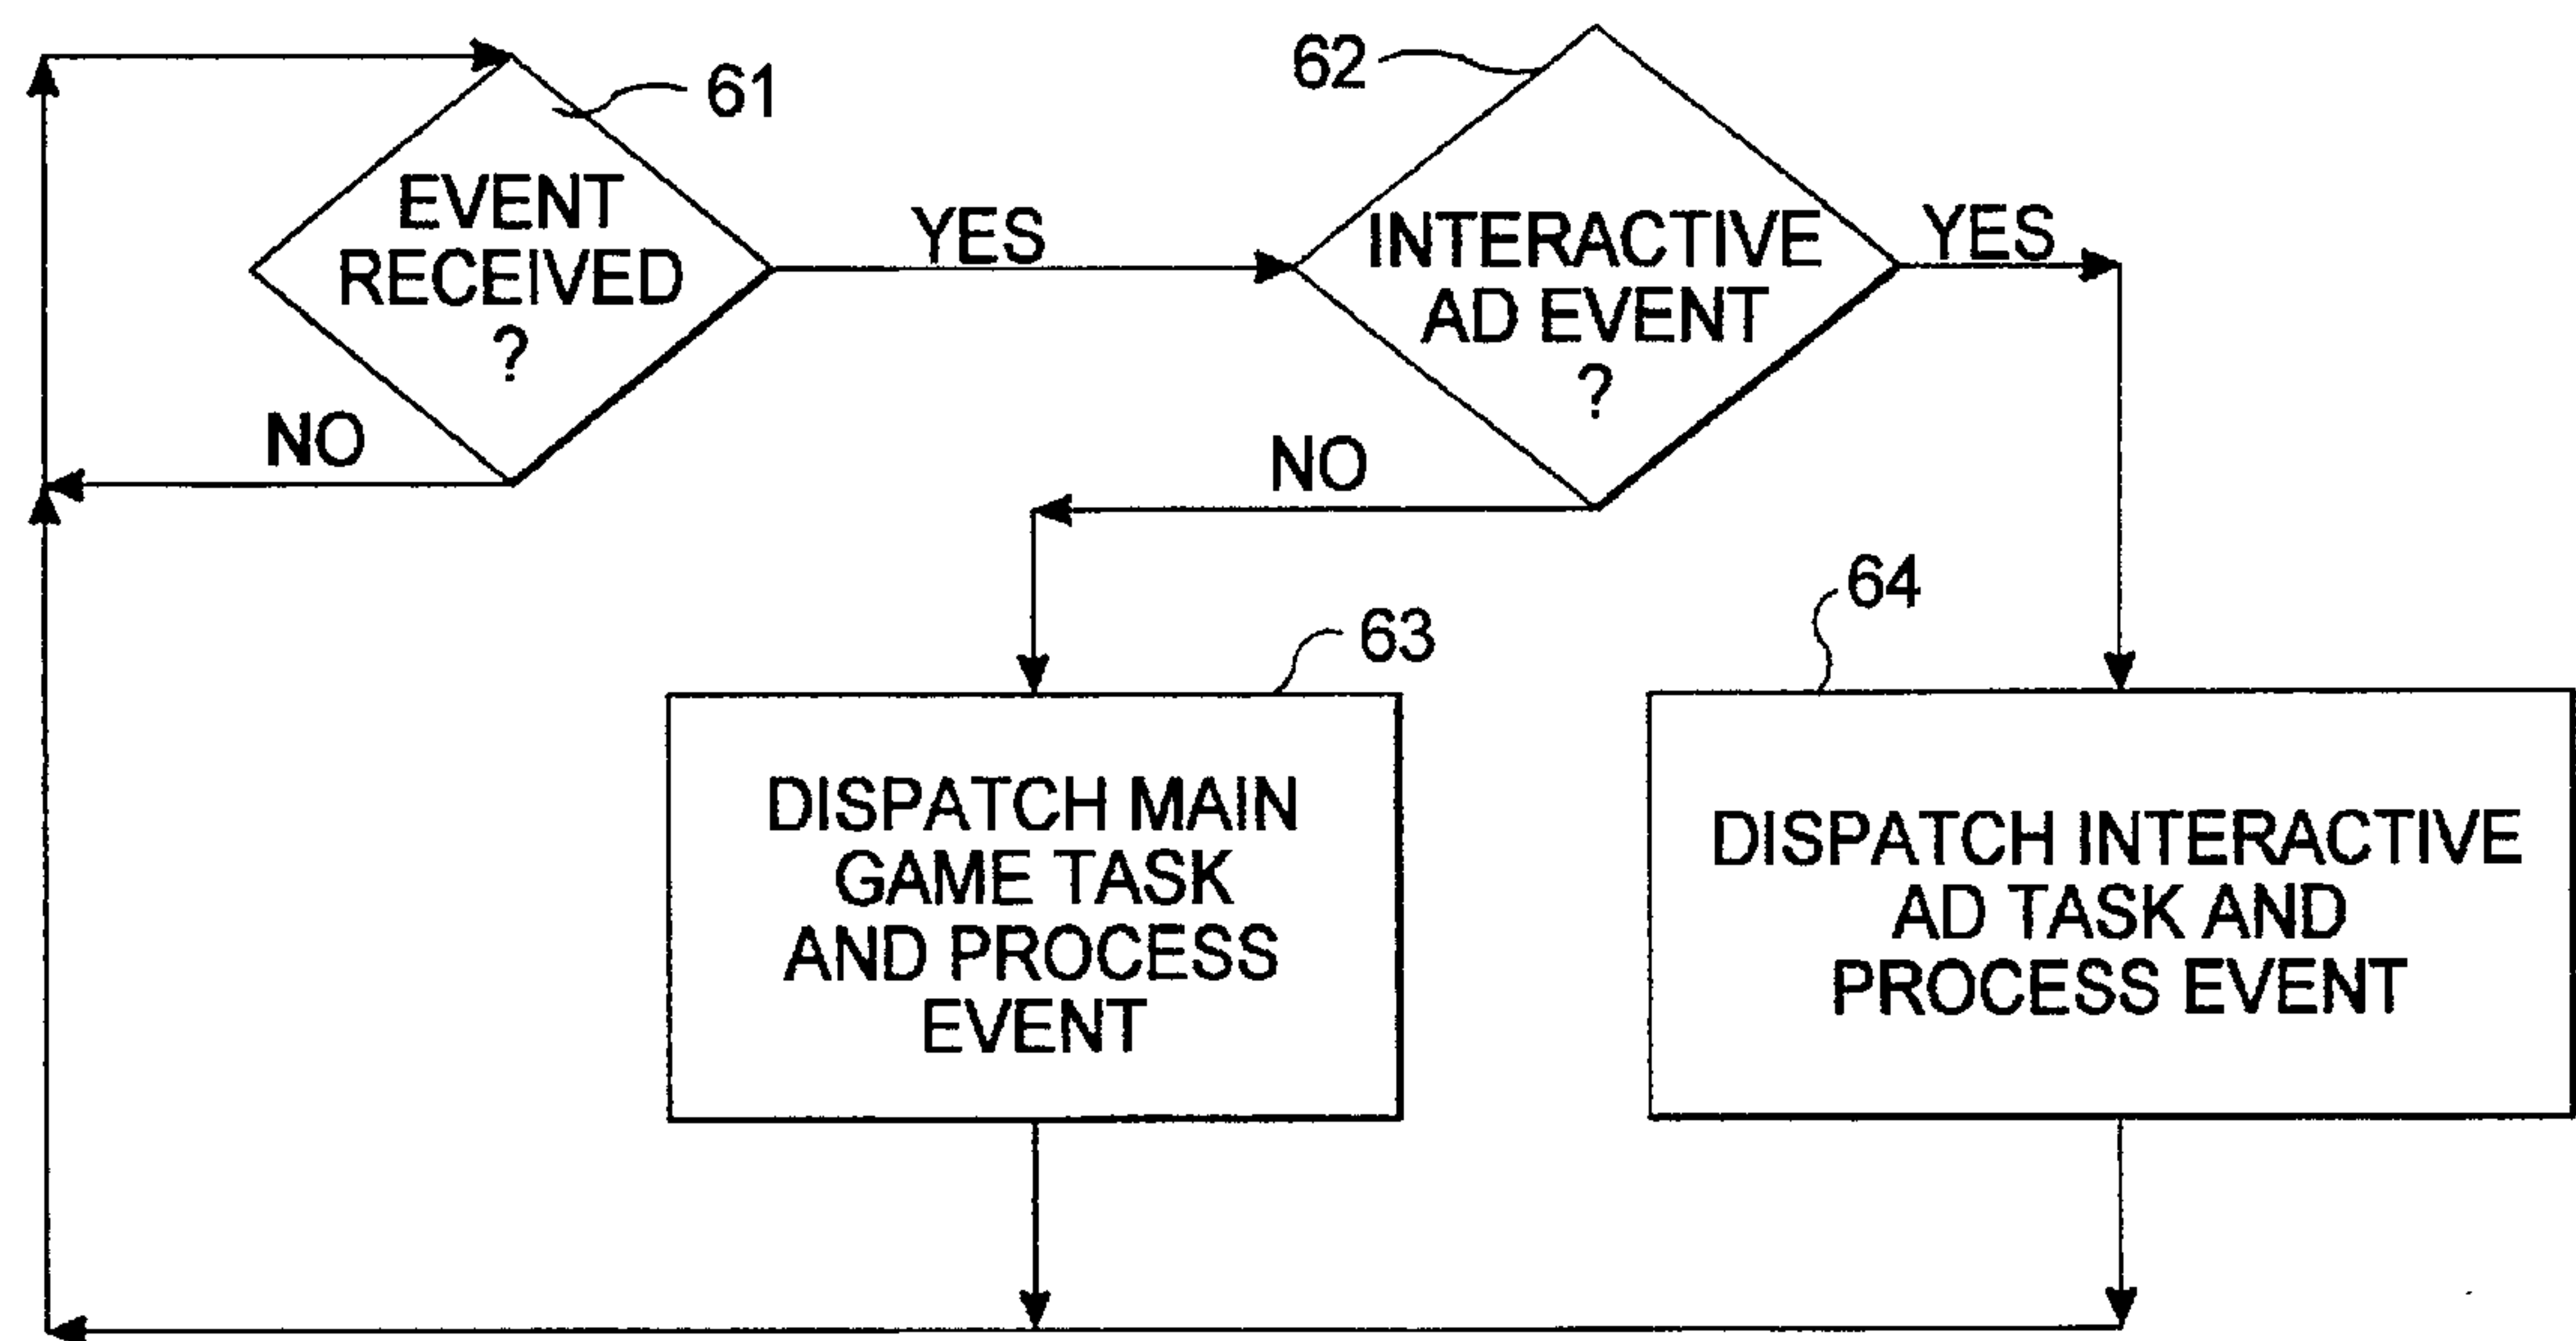 61
EVENT
RECEIVED
?
YES
NO
62
INTERACTIVE
AD EVENT
?
YES
NO
63
DISPATCH MAIN
GAME TASK
AND PROCESS
EVENT
64
DISPATCH INTERACTIVE
AD TASK AND
PROCESS EVENT